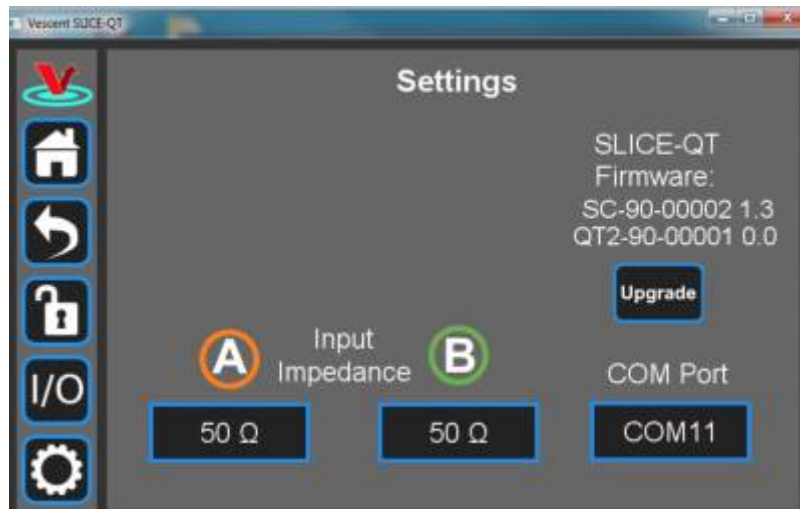 Vescent SLICE-QT
Settings
SLICE-QT
Firmware:
SC-90-00002 1.3
QT2-90-00001 0.0
Upgrade
A
Input
Impedance
B
COM Port
I/O
50 Ω
50 Ω
COM11